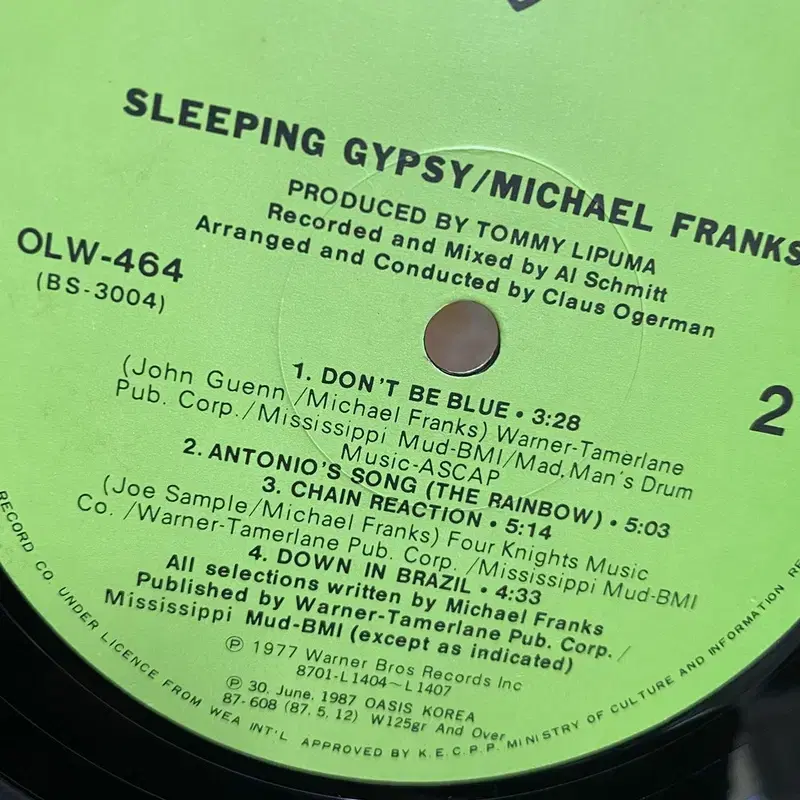 SLEEPING GYPSY/MICHAEL FRANKS
PRODUCED BY TOMMY LIPUMA
Recorded and Mixed by Al Schmitt
Arranged and Conducted by Claus Ogerman
OLW-464
(BS-3004)
2
1. DON'T BE BLUE • 3:28
(John Guenn /Michael Franks) Warner-Tamerlane
Pub. Corp./Mississippi Mud-BMI/Mad, Man's Drum
Music-ASCAP
2. ANTONIO'S SONG (THE RAINBOW) • 5:03
3. CHAIN REACTION • 5:14
(Joe Sample/Michael Franks) Four Knights Music
Co. /Warner-Tamerlane Pub. Corp. /Mississippi Mud-BMI
4. DOWN IN BRAZIL • 4:33
All selections written by Michael Franks
Published by Warner-Tamerlane Pub. Corp. /
Mississippi Mud-BMI (except as indicated)
Ⓟ 1977 Warner Bros Records Inc
8701-L1404~L1407
Ⓟ 30. June. 1987 OASIS KOREA
87-608 (87. 5. 12) W125gr And Over
RECORD CO. UNDER LICENCE FROM WEA INT'L APPROVED BY K.E.C.P.P. MINISTRY OF CULTURE AND INFORMATION